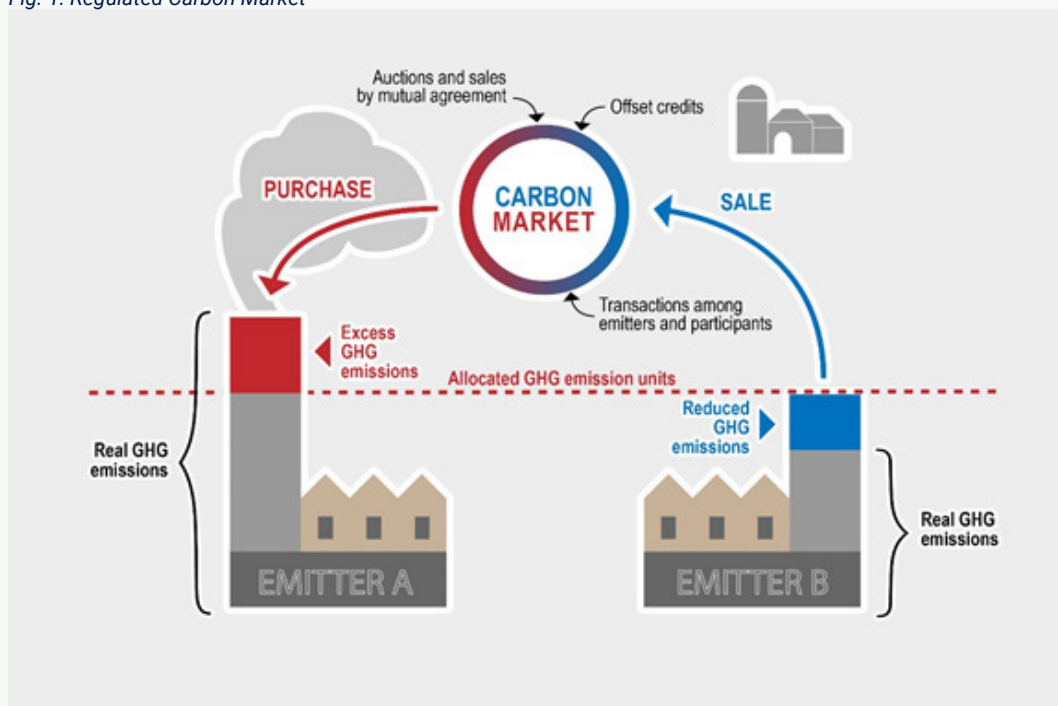 Fig. 1: Regulated Carbon Market
Auctions and sales
by mutual agreement
Offset credits
PURCHASE
CARBON
MARKET
SALE
Transactions among
emitters and participants
Excess
GHG
emissions
Allocated GHG emission units
Reduced
GHG
emissions
Real GHG
emissions
Real GHG
emissions
EMITTER A
EMITTER B